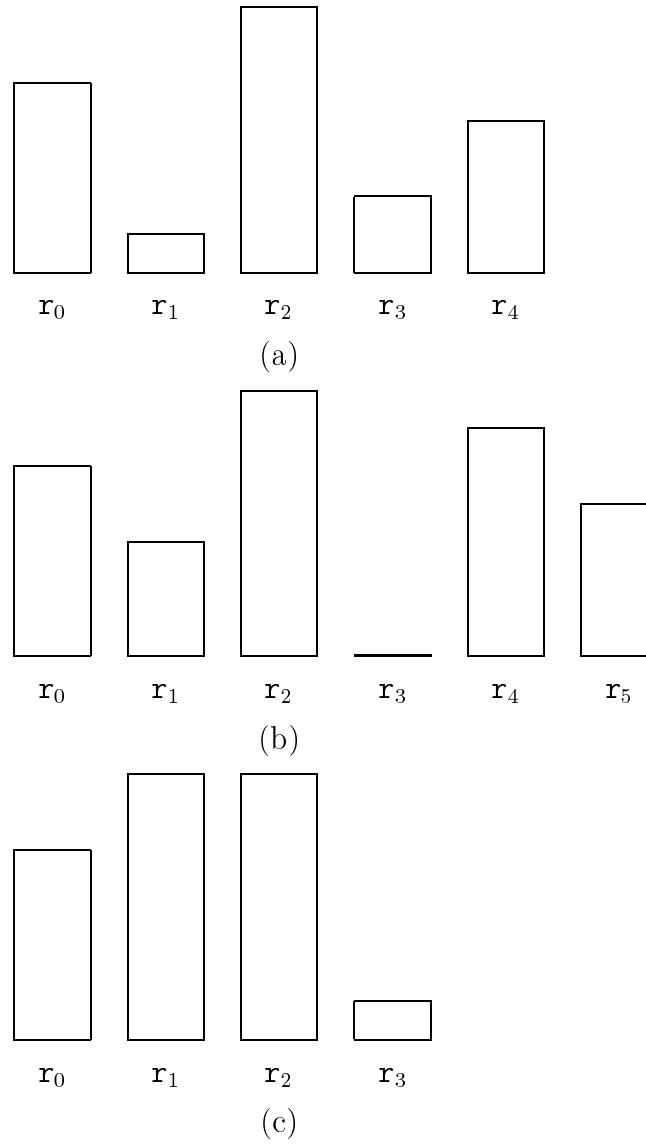 r₀ r₁ r₂ r₃ r₄
(a)
r₀ r₁ r₂ r₃ r₄ r₅
(b)
r₀ r₁ r₂ r₃
(c)